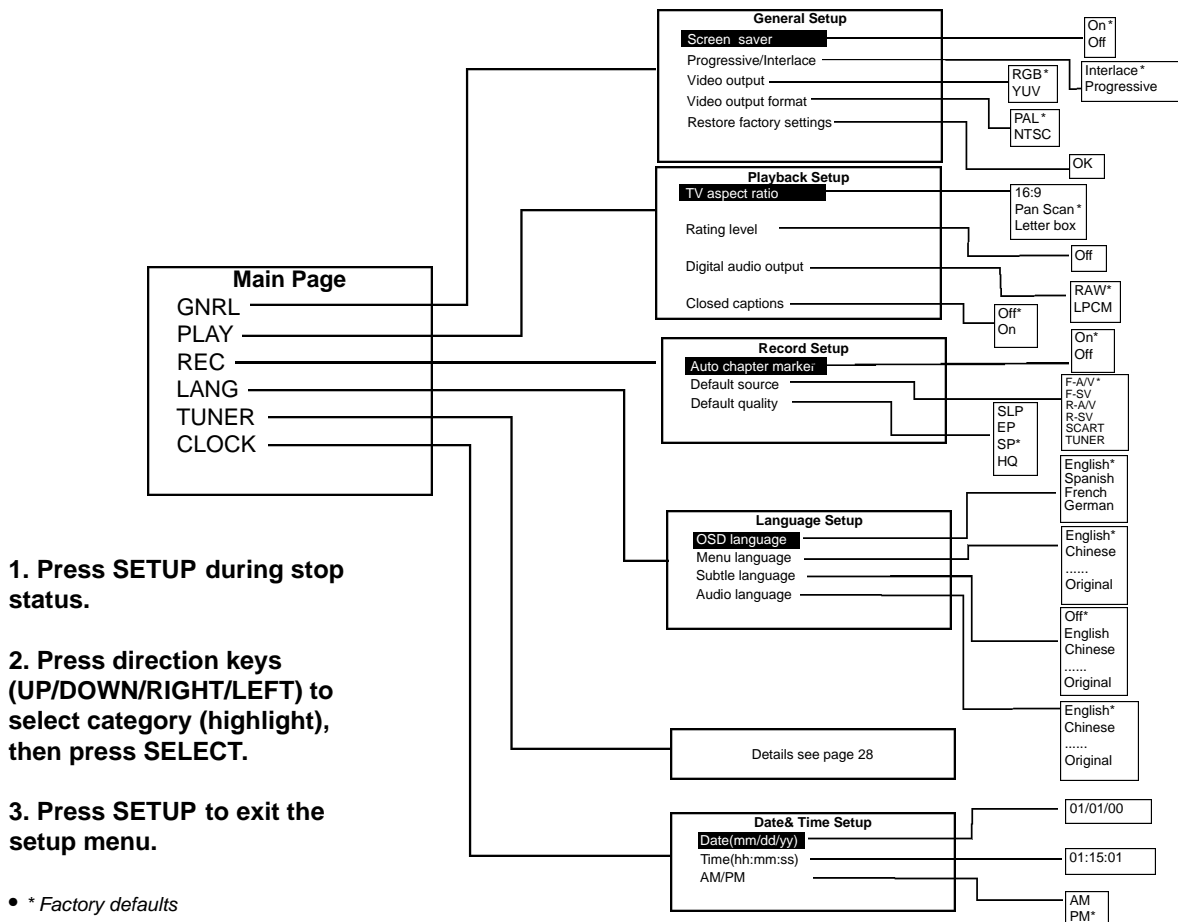 General Setup
Screen saver
Progressive/Interlace
Video output
Video output format
Restore factory settings
On*
Off
Interlace*
Progressive
RGB*
YUV
PAL*
NTSC
OK
Playback Setup
TV aspect ratio
Rating level
Digital audio output
Closed captions
16:9
Pan Scan*
Letter box
Off
RAW*
LPCM
Off*
On
Main Page
GNRL
PLAY
REC
LANG
TUNER
CLOCK
Record Setup
Auto chapter marker
Default source
Default quality
On*
Off
F-A/V*
F-SV
R-A/V
R-SV
SCART
TUNER
SLP
EP
SP*
HQ
Language Setup
OSD language
Menu language
Subtle language
Audio language
English*
Spanish
French
German
English*
Chinese
......
Original
Off*
English
Chinese
......
Original
English*
Chinese
......
Original
Details see page 28
Date& Time Setup
Date(mm/dd/yy)
Time(hh:mm:ss)
AM/PM
01/01/00
01:15:01
AM
PM*
1. Press SETUP during stop
status.
2. Press direction keys
(UP/DOWN/RIGHT/LEFT) to
select category (highlight),
then press SELECT.
3. Press SETUP to exit the
setup menu.
• * Factory defaults